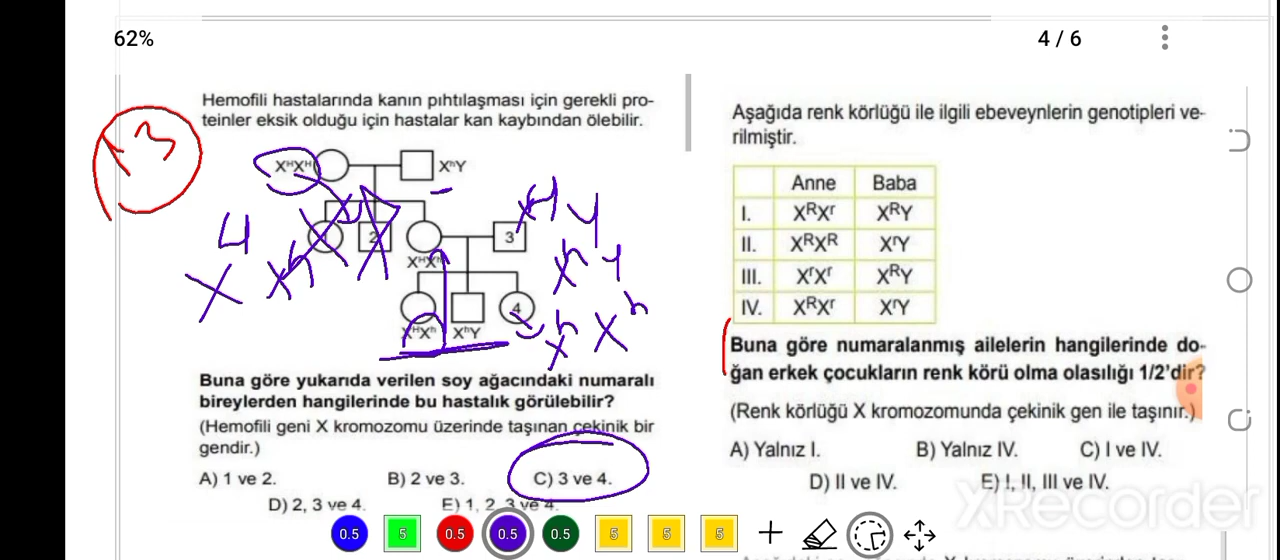 62%
4 / 6
13
Hemofili hastalarında kanın pıhtılaşması için gerekli pro-
teinler eksik olduğu için hastalar kan kaybından ölebilir.
XᴴXᴴ
XʰY
2
3
XᴴXʰ
4
XᴴXʰ
XʰY
XʰY
XʰXʰ
Buna göre yukarıda verilen soy ağacındaki numaralı
bireylerden hangilerinde bu hastalık görülebilir?
(Hemofili geni X kromozomu üzerinde taşınan çekinik bir
gendir.)
A) 1 ve 2.
B) 2 ve 3.
C) 3 ve 4.
D) 2, 3 ve 4.
E) 1, 2, 3 ve 4.
Aşağıda renk körlüğü ile ilgili ebeveynlerin genotipleri ve-
rilmiştir.
Anne Baba
I. XᴿXʳ XᴿY
II. XᴿXᴿ XʳY
III. XʳXʳ XᴿY
IV. XᴿXʳ XʳY
Buna göre numaralanmış ailelerin hangilerinde do-
ğan erkek çocukların renk körü olma olasılığı 1/2'dir?
(Renk körlüğü X kromozomunda çekinik gen ile taşınır.)
A) Yalnız I.
B) Yalnız IV.
C) I ve IV.
D) II ve IV.
E) I, II, III ve IV.
XRecorder
0.5 5 0.5 0.5 0.5 5 5 5